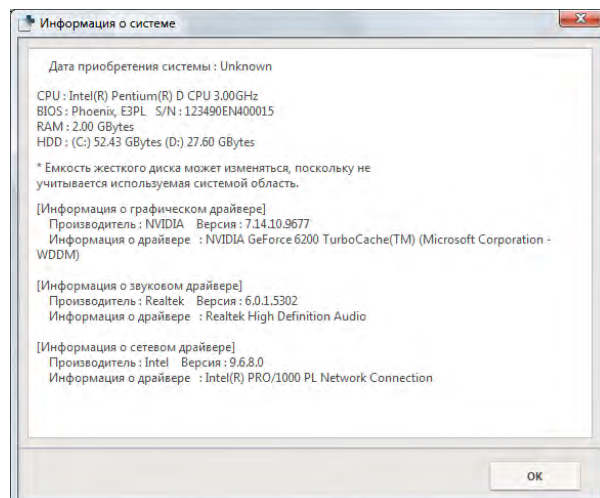 Информация о системе
Дата приобретения системы : Unknown
CPU : Intel(R) Pentium(R) D CPU 3.00GHz
BIOS : Phoenix, E3PL S/N : 123490EN400015
RAM : 2.00 GBytes
HDD : (C:) 52.43 GBytes (D:) 27.60 GBytes
* Емкость жесткого диска может изменяться, поскольку не
учитывается используемая системой область.
[Информация о графическом драйвере]
Производитель : NVIDIA Версия : 7.14.10.9677
Информация о драйвере : NVIDIA GeForce 6200 TurboCache(TM) (Microsoft Corporation -
WDDM)
[Информация о звуковом драйвере]
Производитель : Realtek Версия : 6.0.1.5302
Информация о драйвере : Realtek High Definition Audio
[Информация о сетевом драйвере]
Производитель : Intel Версия : 9.6.8.0
Информация о драйвере : Intel(R) PRO/1000 PL Network Connection
ОК